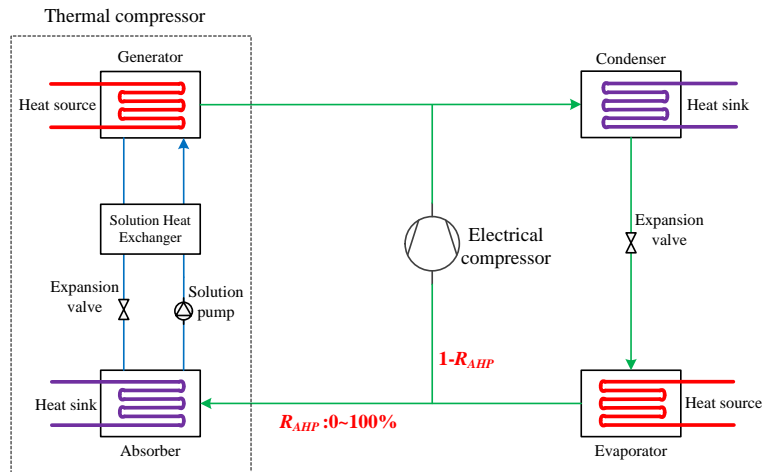 Thermal compressor
Generator
Heat source
Condenser
Heat sink
Solution Heat
Exchanger
Electrical
compressor
Expansion
valve
Expansion
valve
Solution
pump
1-R_AHP
Heat sink
Absorber
R_AHP :0~100%
Heat source
Evaporator